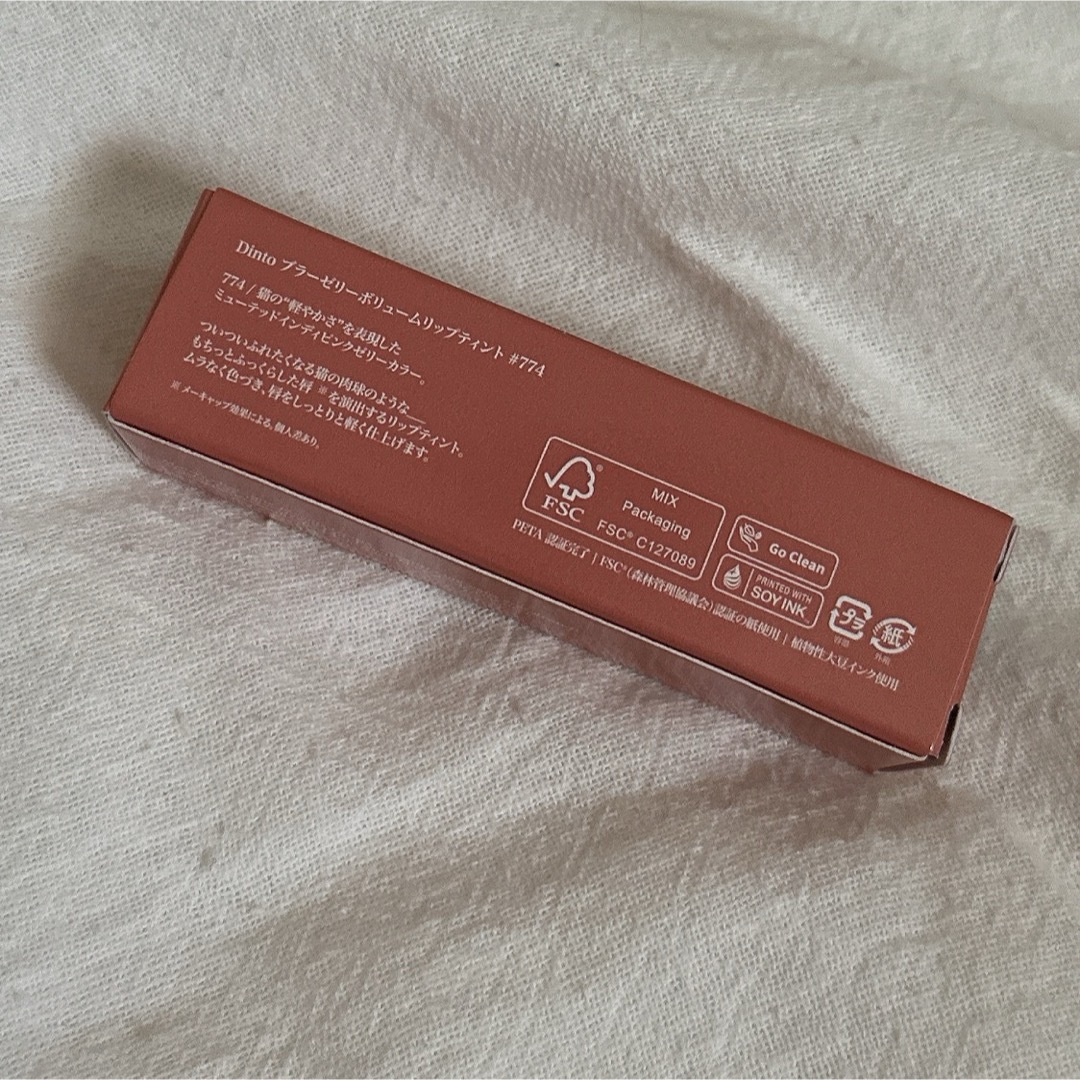 Dinto ブラーゼリーボリュームリップティント #774
774 / 猫の“軽やかさ”を表現した
ミューテッドインディピンクゼリーカラー。
ついついふれたくなる猫の肉球のような
もちっとふっくらした唇※を演出するリップティント。
ムラなく色づき、唇をしっとりと軽く仕上げます。
※ メーキャップ効果による。個人差あり。
FSC®
MIX
Packaging
FSC® C127089
Go Clean
PRINTED WITH
SOY INK™
プラ
容器
紙
外箱
PETA 認証完了 | FSC®(森林管理協議会)認証の紙使用 | 植物性大豆インク使用